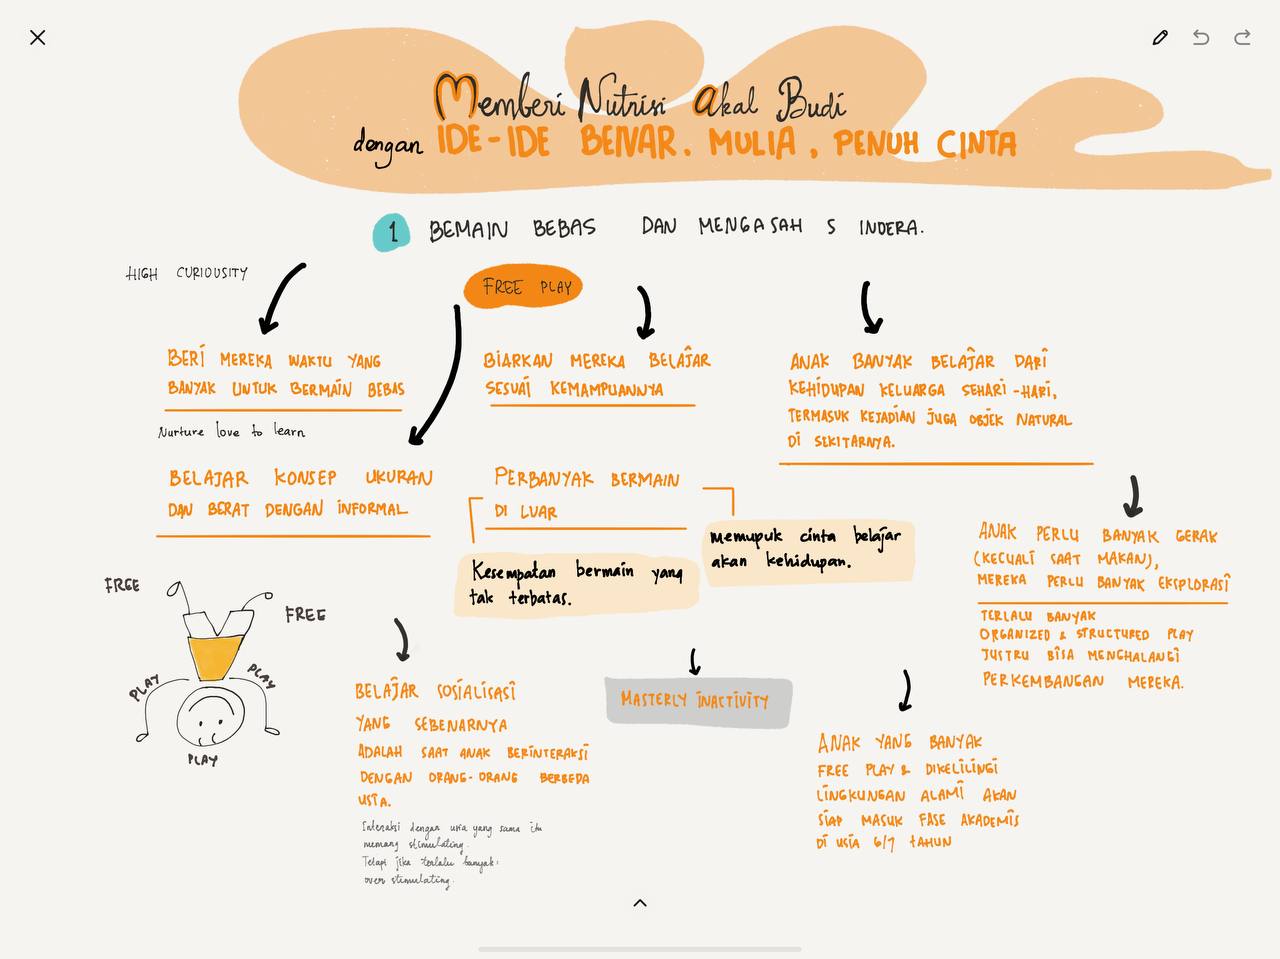 Memberi Nutrisi Akal Budi
dengan IDE-IDE BENAR. MULIA, PENUH CINTA
1 BEMAIN BEBAS DAN MENGASAH 5 INDERA.
HIGH CURIOUSITY
FREE PLAY
BERI MEREKA WAKTU YANG
BANYAK UNTUK BERMAIN BEBAS
Nurture love to learn
BIARKAN MEREKA BELAJAR
SESUAI KEMAMPUANNYA
ANAK BANYAK BELAJAR DARI
KEHIDUPAN KELUARGA SEHARI-HARI,
TERMASUK KEJADIAN JUGA OBJEK NATURAL
DI SEKITARNYA.
BELAJAR KONSEP UKURAN
DAN BERAT DENGAN INFORMAL
PERBANYAK BERMAIN
DI LUAR
Kesempatan bermain yang
tak terbatas.
Memupuk cinta belajar
akan kehidupan.
ANAK PERLU BANYAK GERAK
(KECUALI SAAT MAKAN),
MEREKA PERLU BANYAK EKSPLORASI
TERLALU BANYAK
ORGANIZED & STRUCTURED PLAY
JUSTRU BISA MENGHALANGI
PERKEMBANGAN MEREKA.
FREE
FREE
PLAY
PLAY
PLAY
BELAJAR SOSIALISASI
YANG SEBENARNYA
ADALAH SAAT ANAK BERINTERAKSI
DENGAN ORANG-ORANG BERBEDA
USIA.
Interaksi dengan usia yang sama itu
memang stimulating.
Tetapi jika terlalu banyak:
over stimulating.
MASTERLY INACTIVITY
ANAK YANG BANYAK
FREE PLAY & DIKELILINGI
LINGKUNGAN ALAMI AKAN
SIAP MASUK FASE AKADEMIS
DI USIA 6/7 TAHUN